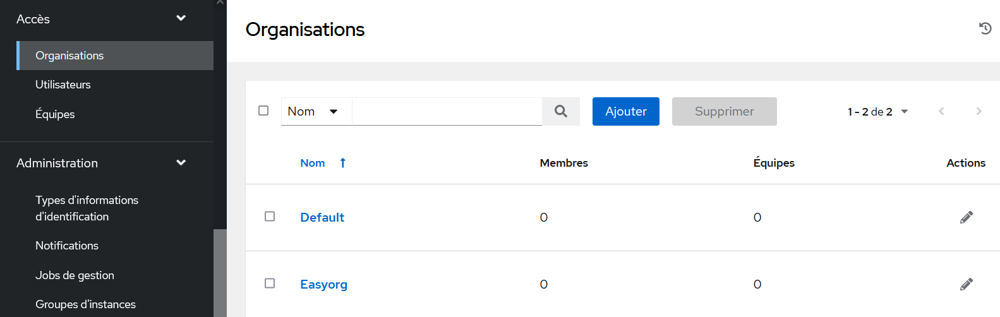 Accès
Organisations
Utilisateurs
Équipes
Administration
Types d'informations
d'identification
Notifications
Jobs de gestion
Groupes d'instances
Organisations
Nom
Ajouter
Supprimer
1 - 2 de 2
Nom Membres Équipes Actions
Default 0 0
Easyorg 0 0